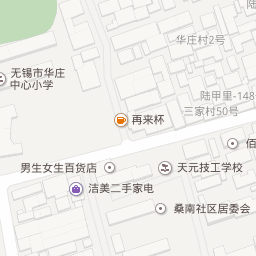 陆
华庄村2号
无锡市华庄
中心小学
陆甲里-148
三家村50号
再来杯
佰
男生女生百货店
天元技工学校
洁美二手家电
桑南社区居委会